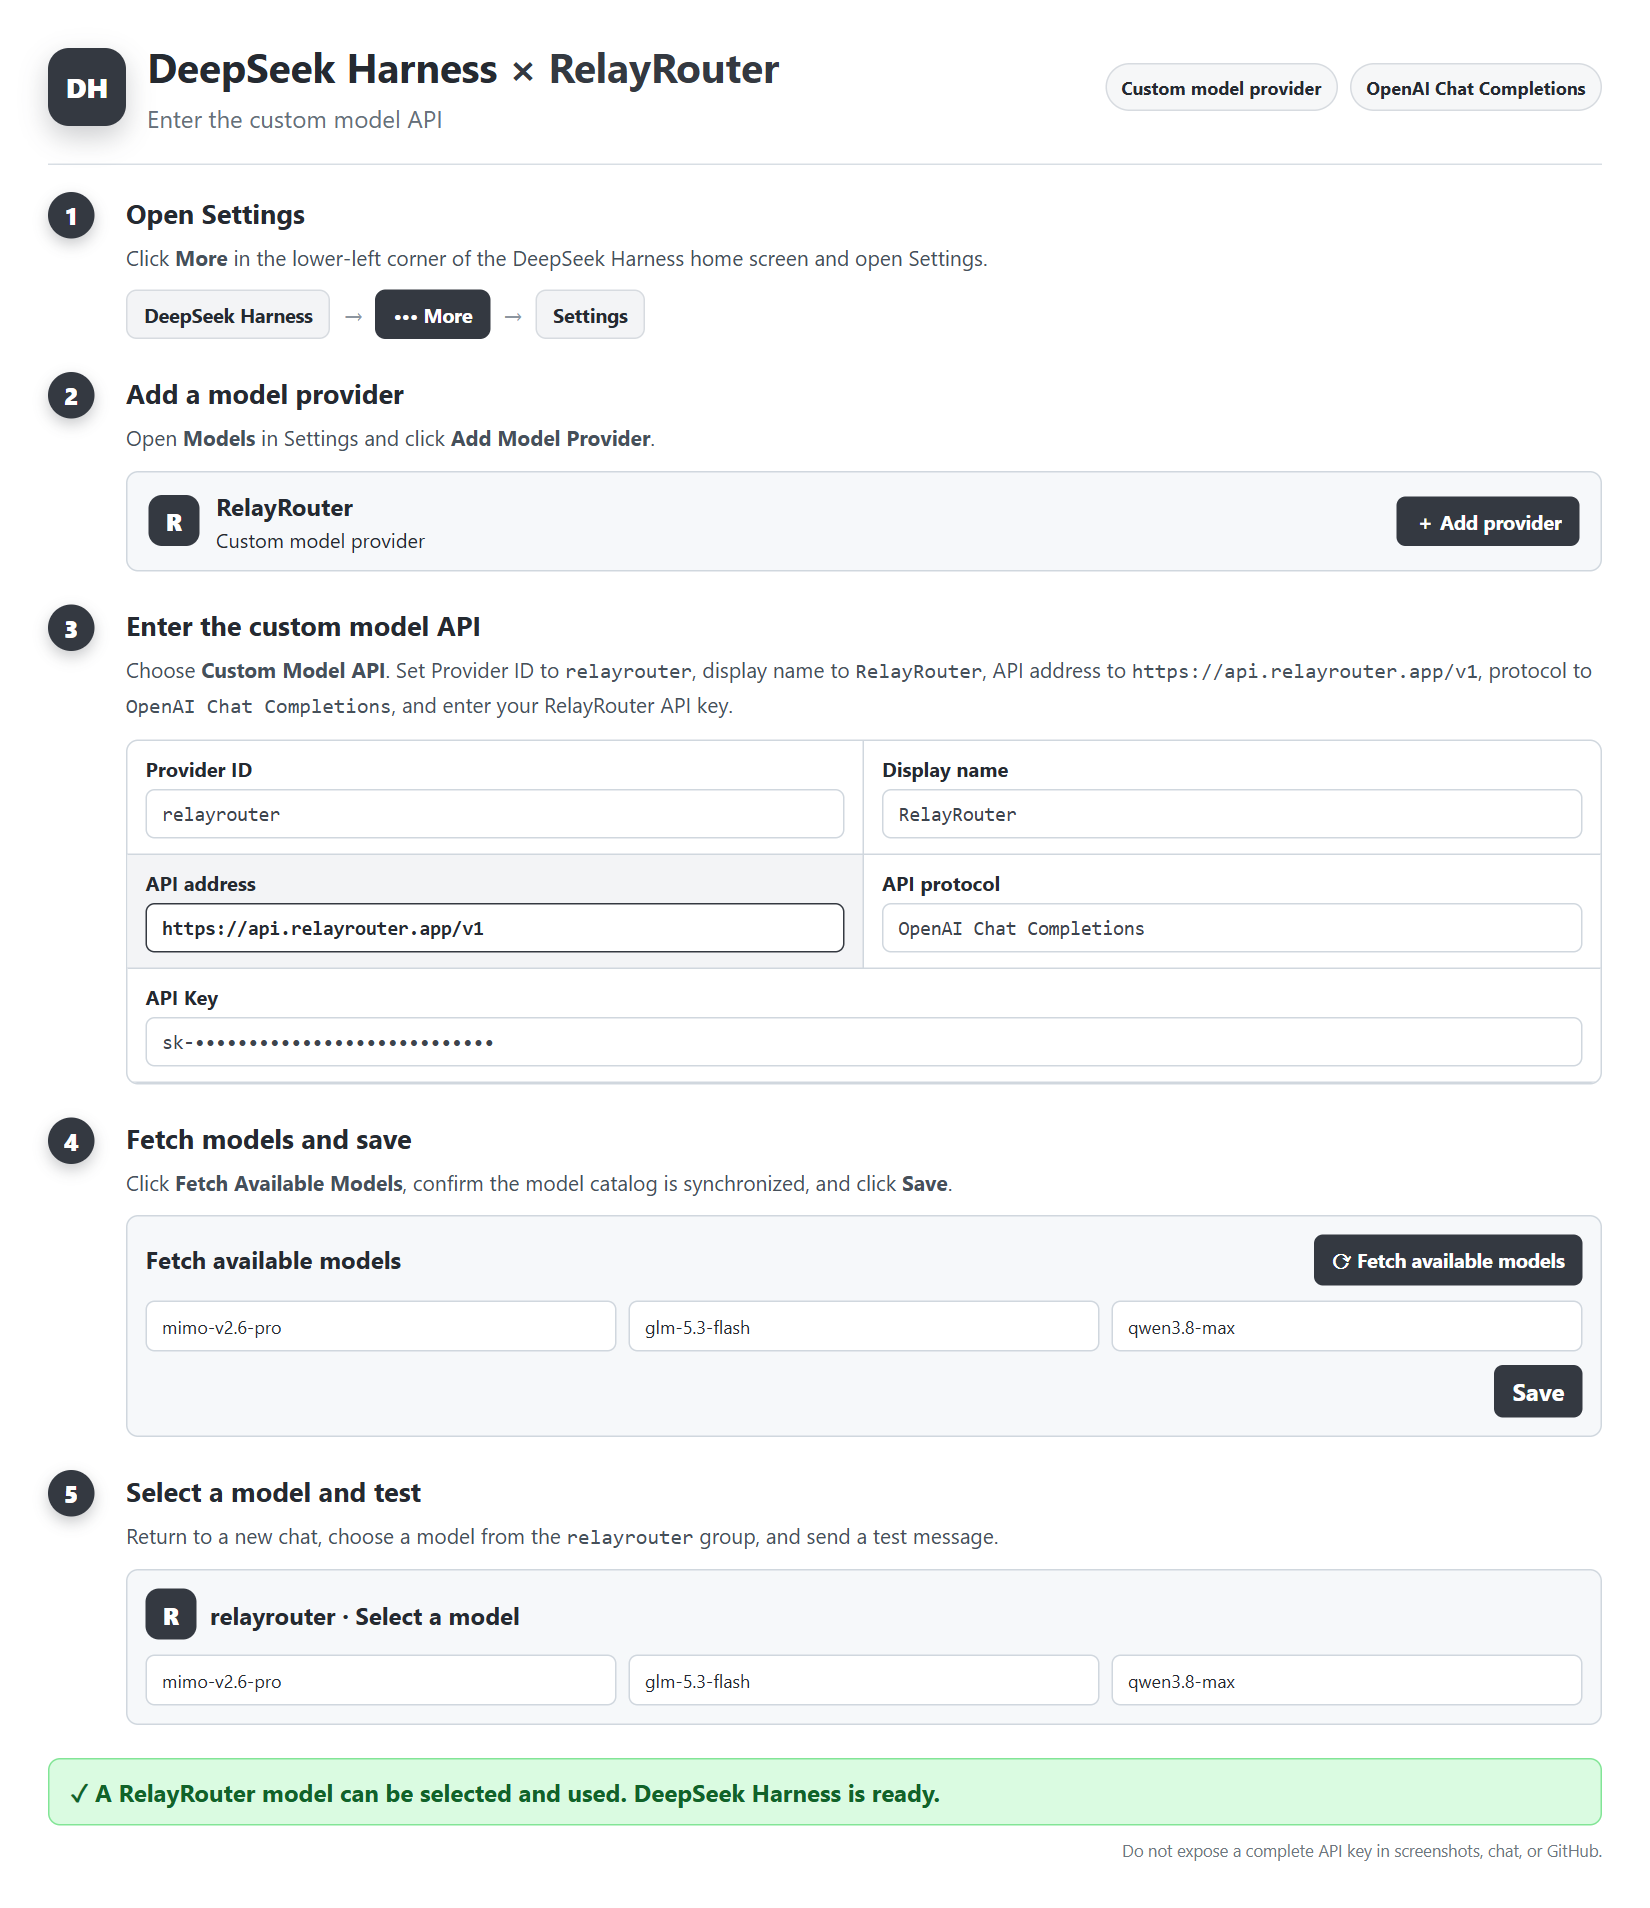 DH
DeepSeek Harness × RelayRouter
Enter the custom model API
Custom model provider
OpenAI Chat Completions
1
Open Settings
Click More in the lower-left corner of the DeepSeek Harness home screen and open Settings.
DeepSeek Harness → ••• More → Settings
2
Add a model provider
Open Models in Settings and click Add Model Provider.
R
RelayRouter
Custom model provider
+ Add provider
3
Enter the custom model API
Choose Custom Model API. Set Provider ID to relayrouter, display name to RelayRouter, API address to https://api.relayrouter.app/v1, protocol to
OpenAI Chat Completions, and enter your RelayRouter API key.
Provider ID
relayrouter
Display name
RelayRouter
API address
https://api.relayrouter.app/v1
API protocol
OpenAI Chat Completions
API Key
sk-••••••••••••••••••••••••••••
4
Fetch models and save
Click Fetch Available Models, confirm the model catalog is synchronized, and click Save.
Fetch available models
⟳ Fetch available models
mimo-v2.6-pro
glm-5.3-flash
qwen3.8-max
Save
5
Select a model and test
Return to a new chat, choose a model from the relayrouter group, and send a test message.
R
relayrouter · Select a model
mimo-v2.6-pro
glm-5.3-flash
qwen3.8-max
✓ A RelayRouter model can be selected and used. DeepSeek Harness is ready.
Do not expose a complete API key in screenshots, chat, or GitHub.